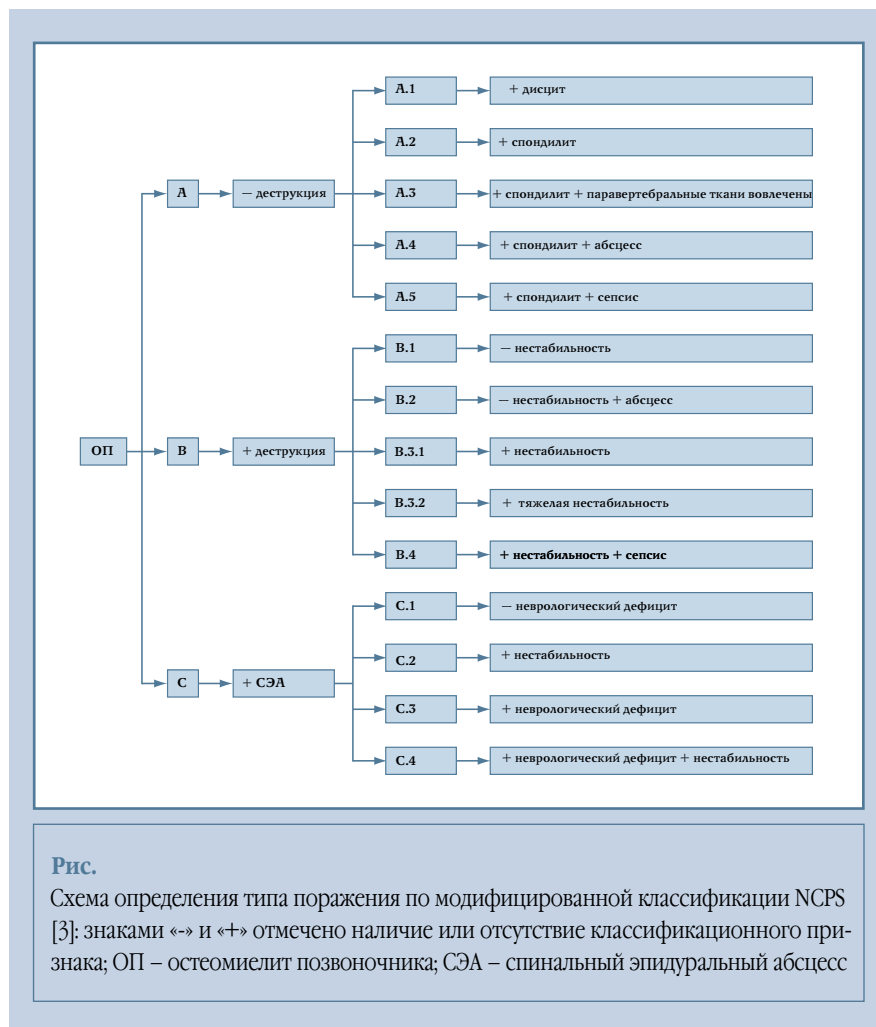 А.1 + дисцит
А.2 + спондилит
А — деструкция А.3 + спондилит + паравертебральные ткани вовлечены
А.4 + спондилит + абсцесс
А.5 + спондилит + сепсис
В.1 — нестабильность
В.2 — нестабильность + абсцесс
ОП В + деструкция В.3.1 + нестабильность
В.3.2 + тяжелая нестабильность
В.4 + нестабильность + сепсис
С.1 — неврологический дефицит
С.2 + нестабильность
С + СЭА
С.3 + неврологический дефицит
С.4 + неврологический дефицит + нестабильность
Рис.
Схема определения типа поражения по модифицированной классификации NCPS
[3]: знаками «-» и «+» отмечено наличие или отсутствие классификационного при-
знака; ОП – остеомиелит позвоночника; СЭА – спинальный эпидуральный абсцесс